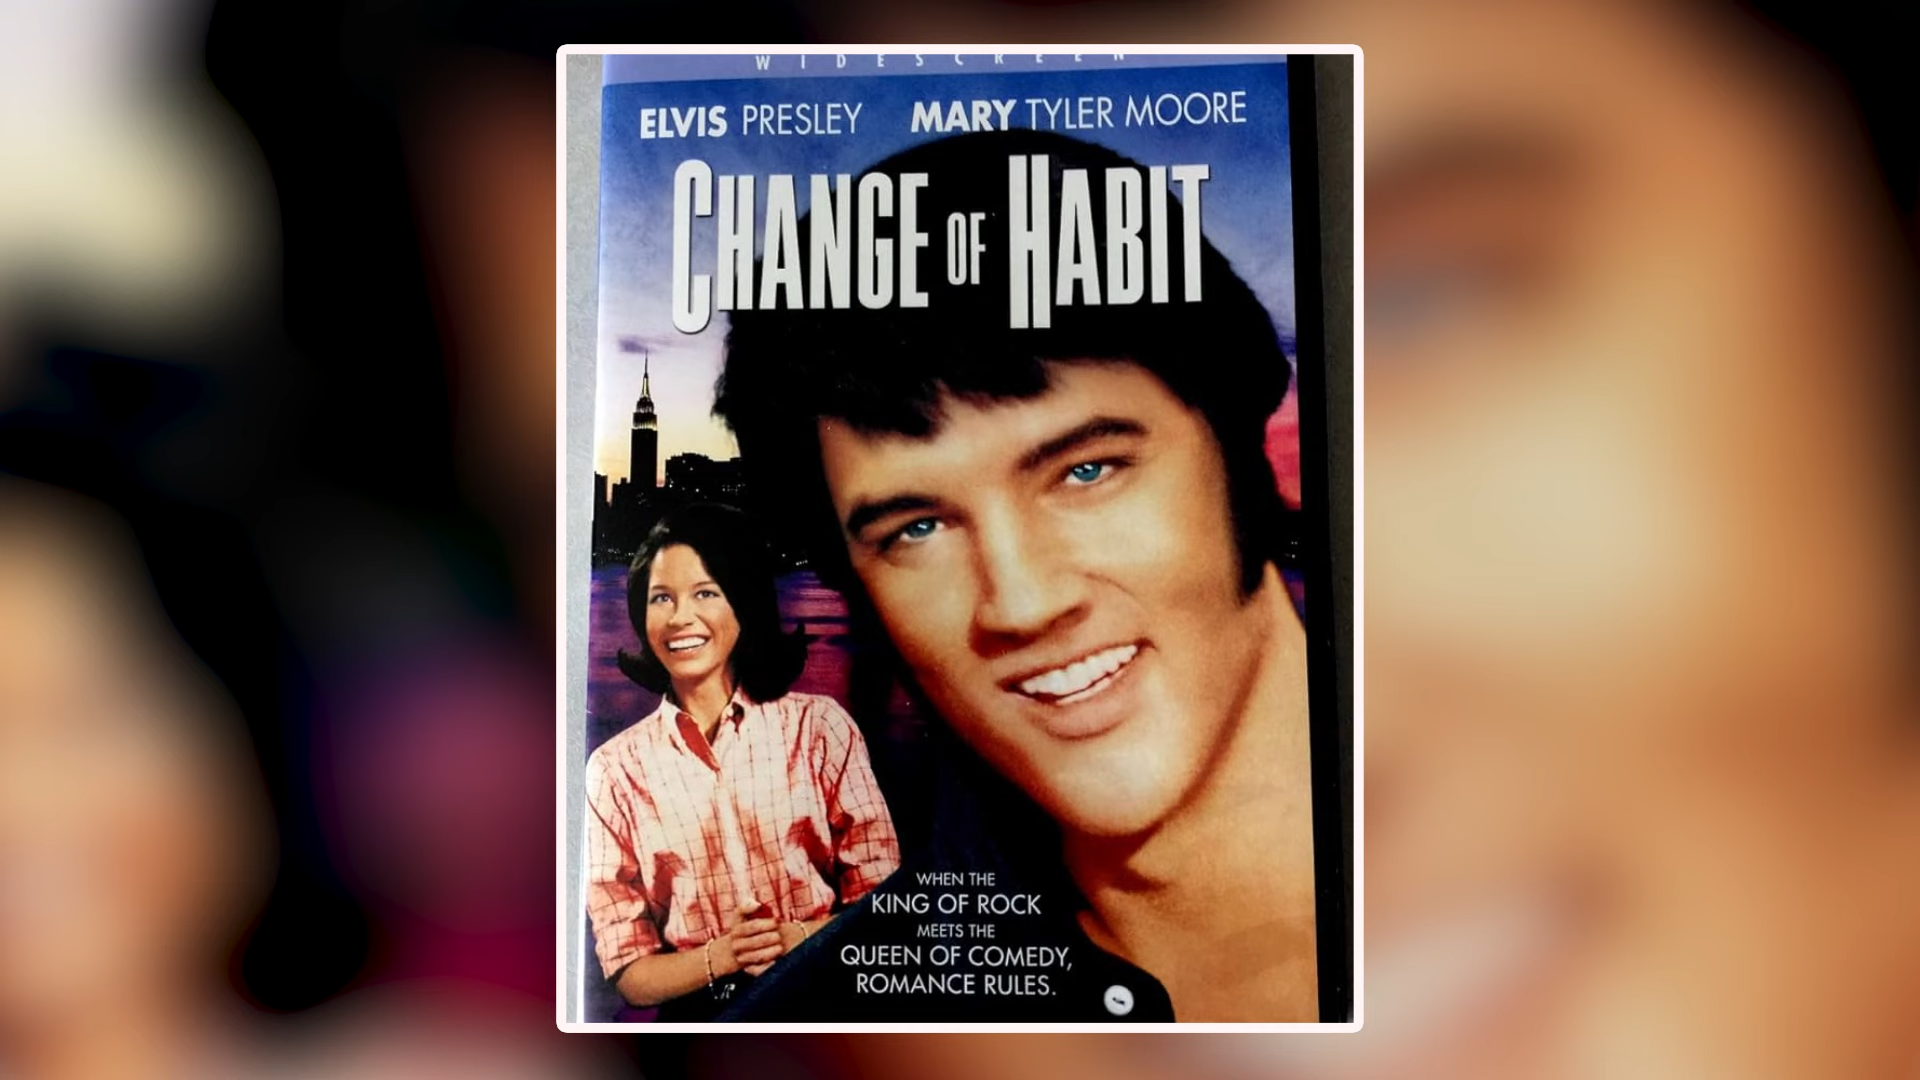 WIDESCREEN
ELVIS PRESLEY MARY TYLER MOORE
CHANGE OF HABIT
WHEN THE
KING OF ROCK
MEETS THE
QUEEN OF COMEDY,
ROMANCE RULES.